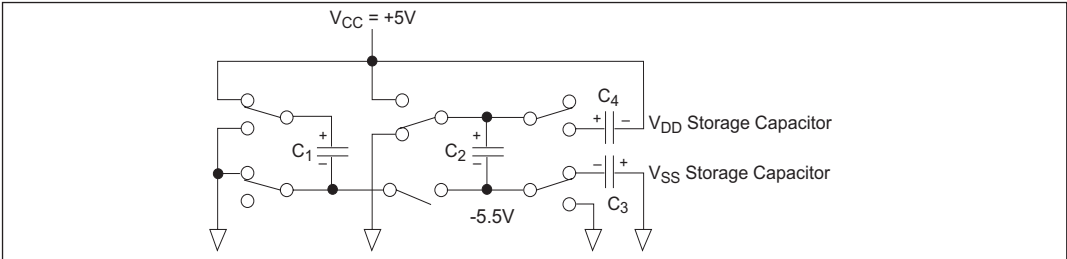 VCC = +5V
C4
+ –
VDD Storage Capacitor
+
C1
–
+
C2
–
– +
VSS Storage Capacitor
C3
-5.5V